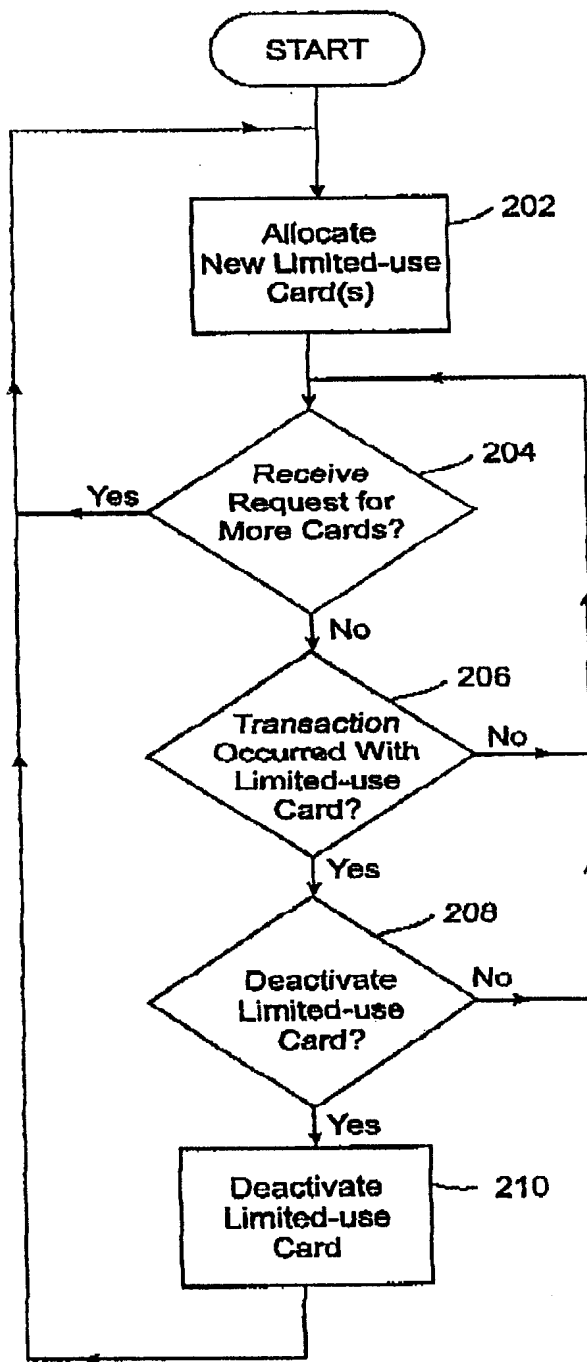 START
202
Allocate
New Limited-use
Card(s)
204
Receive
Request for
More Cards?
Yes
No
206
Transaction
Occurred With
Limited-use
Card?
No
Yes
208
Deactivate
Limited-use
Card?
No
Yes
210
Deactivate
Limited-use
Card